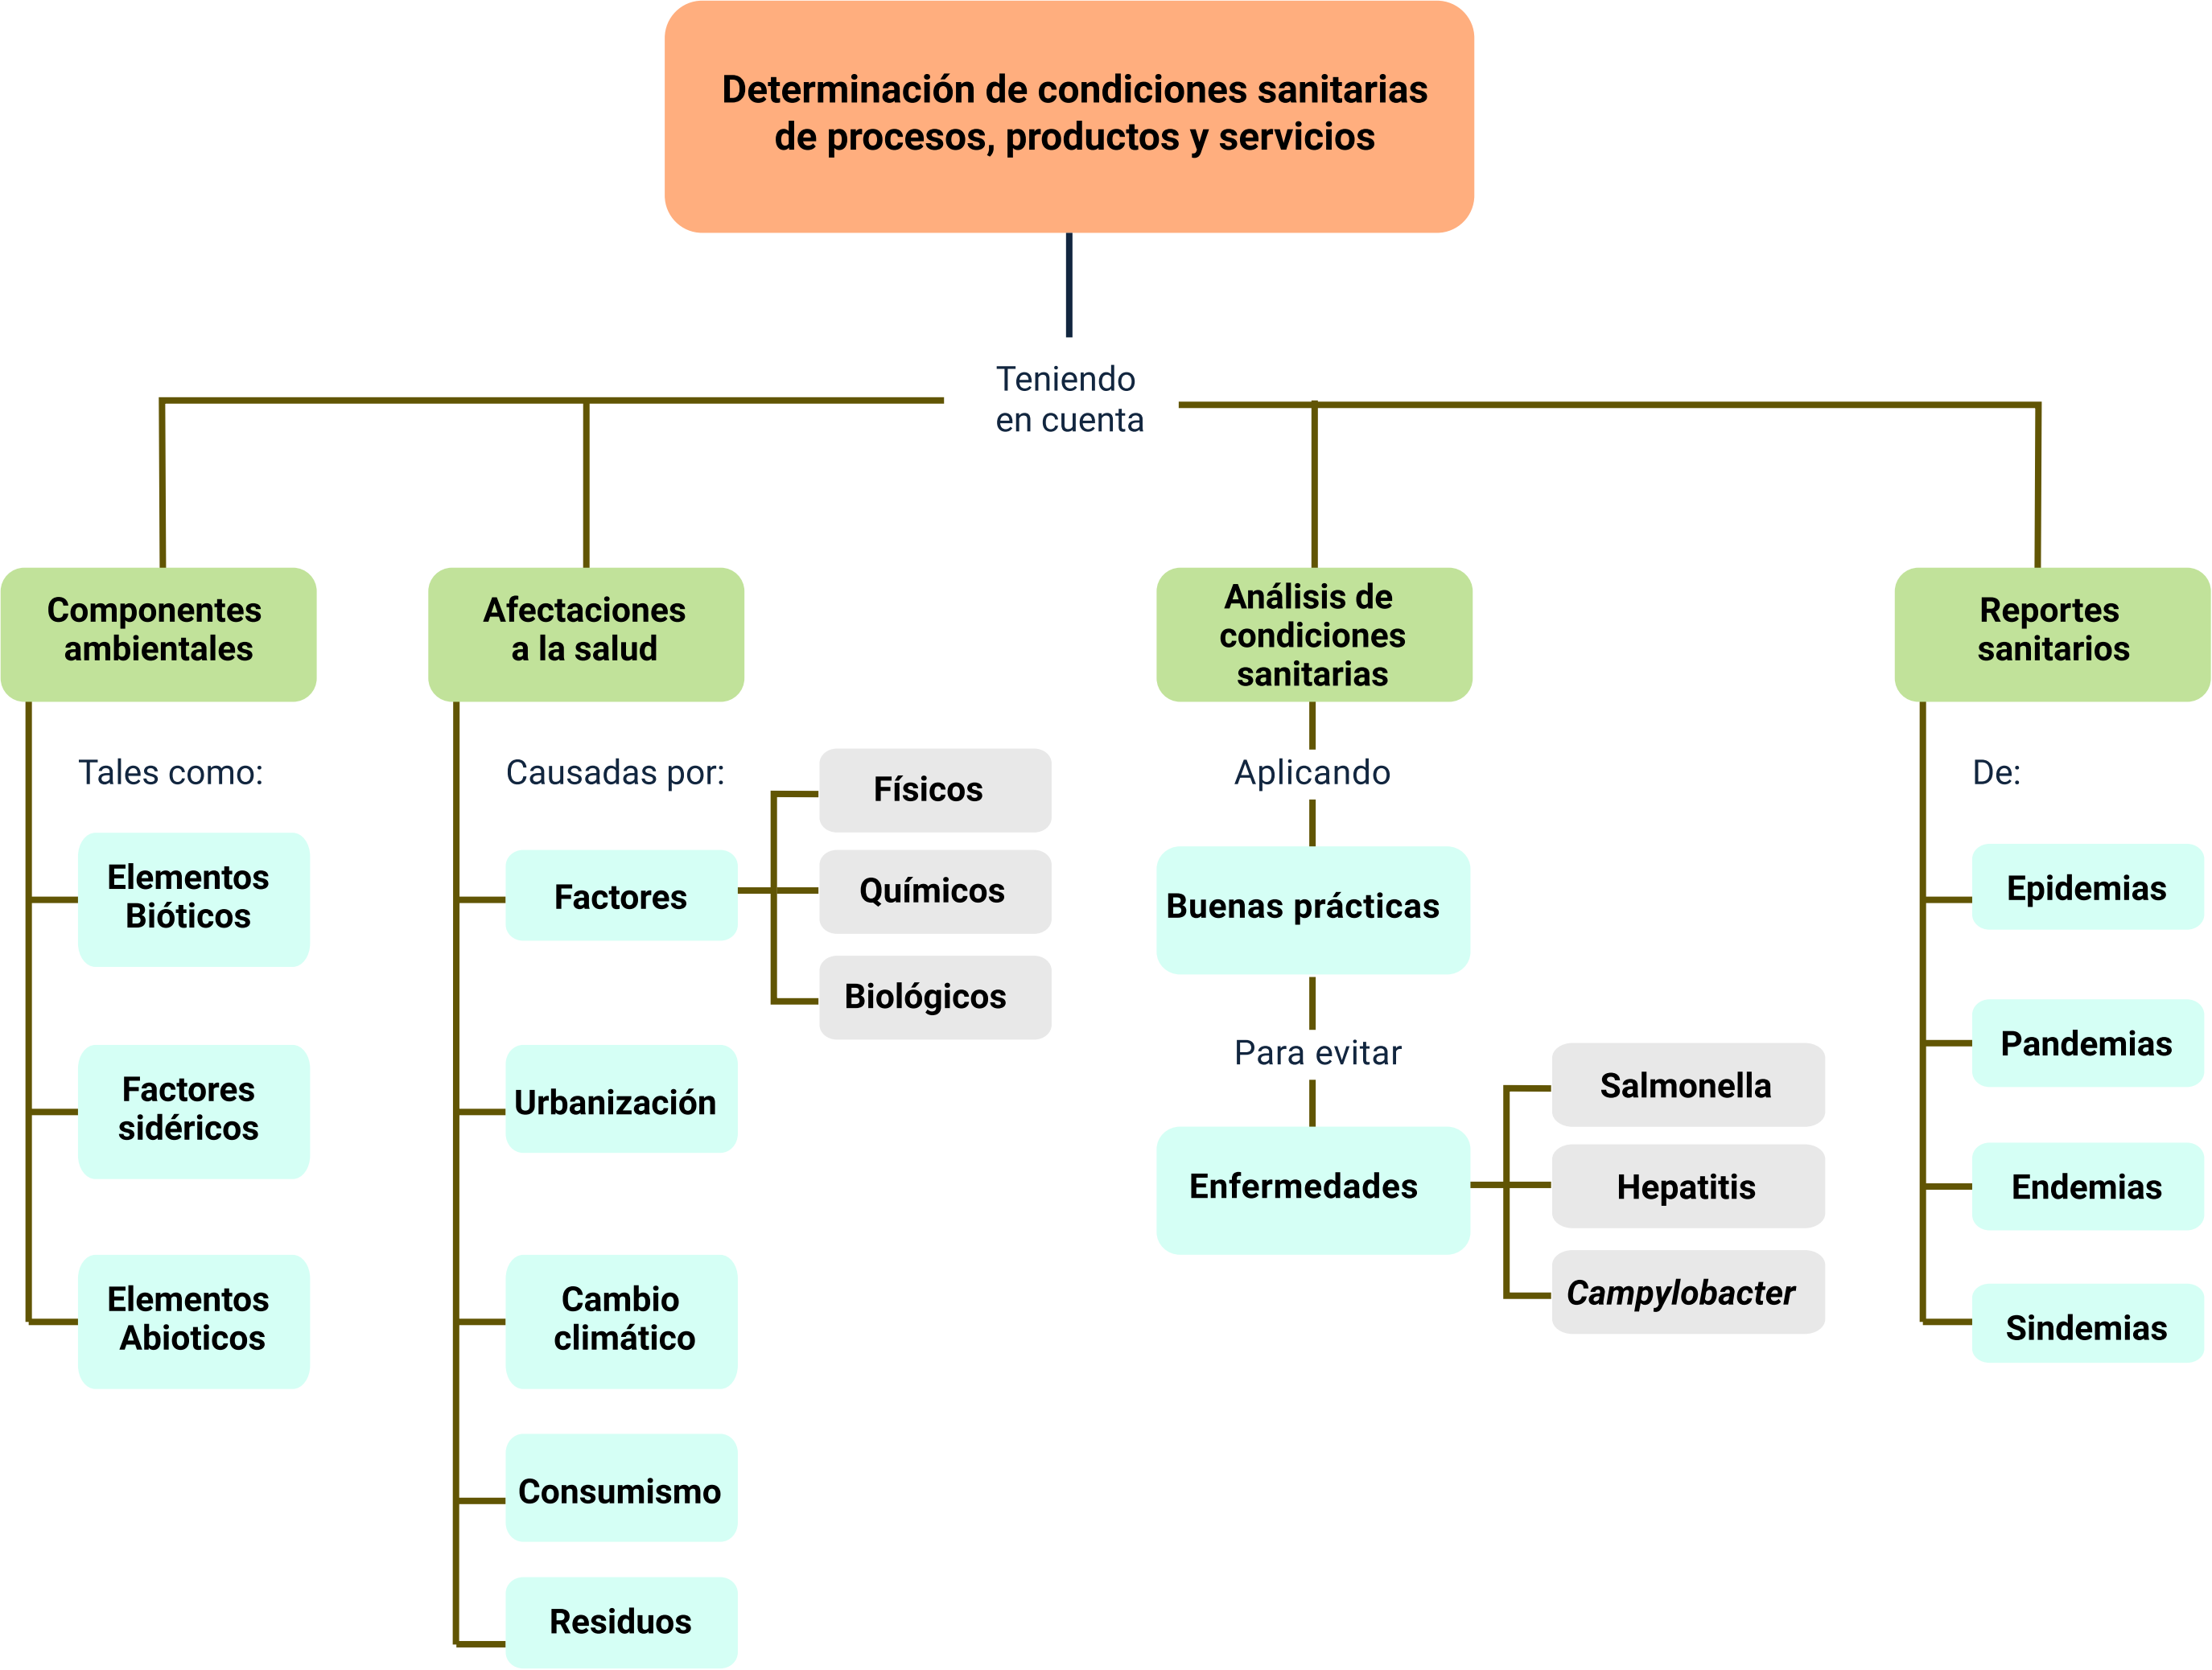 Determinación de condiciones sanitarias
de procesos, productos y servicios
Teniendo
en cuenta
Componentes
ambientales
Tales como:
Elementos
Bióticos
Factores
sidéricos
Elementos
Abioticos
Afectaciones
a la salud
Causadas por:
Factores
Físicos
Químicos
Biológicos
Urbanización
Cambio
climático
Consumismo
Residuos
Análisis de
condiciones
sanitarias
Aplicando
Buenas prácticas
Para evitar
Enfermedades
Salmonella
Hepatitis
Campylobacter
Reportes
sanitarios
De:
Epidemias
Pandemias
Endemias
Sindemias